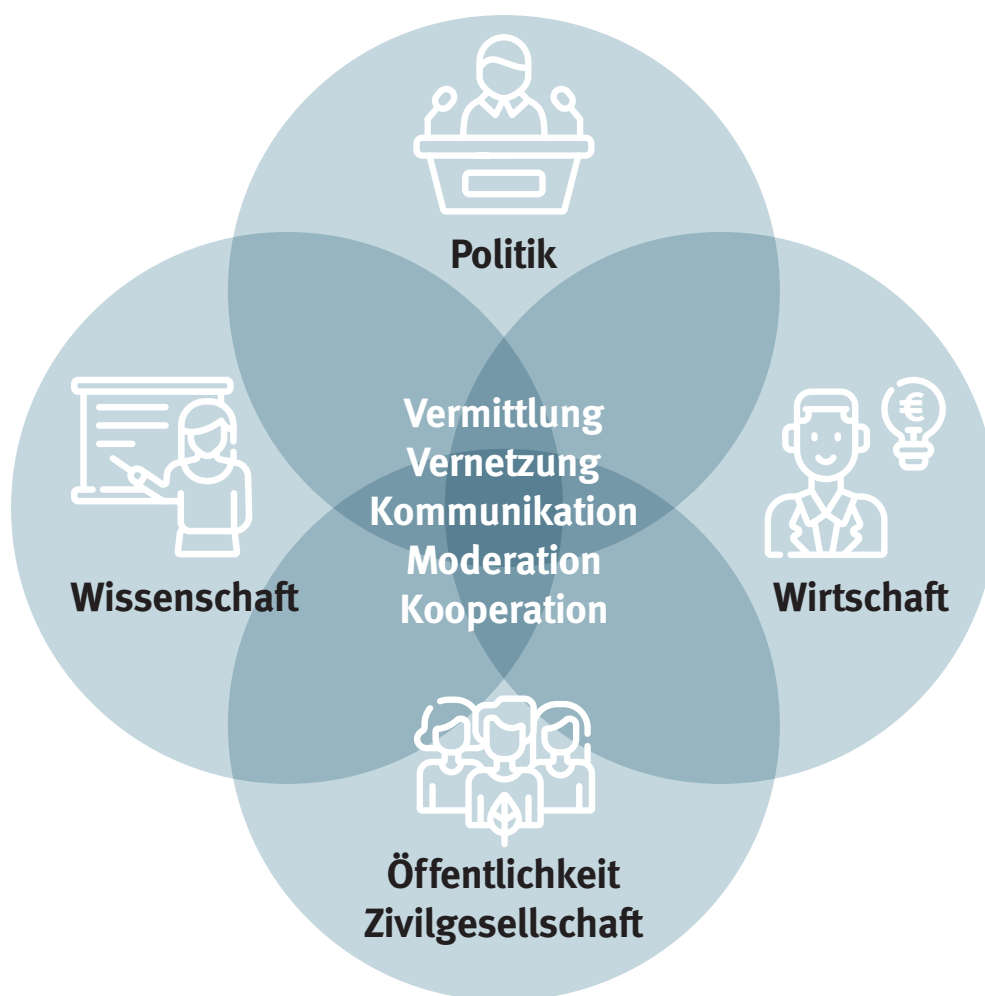 Politik
Vermittlung
Vernetzung
Kommunikation
Moderation
Kooperation
Wissenschaft
€
Wirtschaft
Öffentlichkeit
Zivilgesellschaft